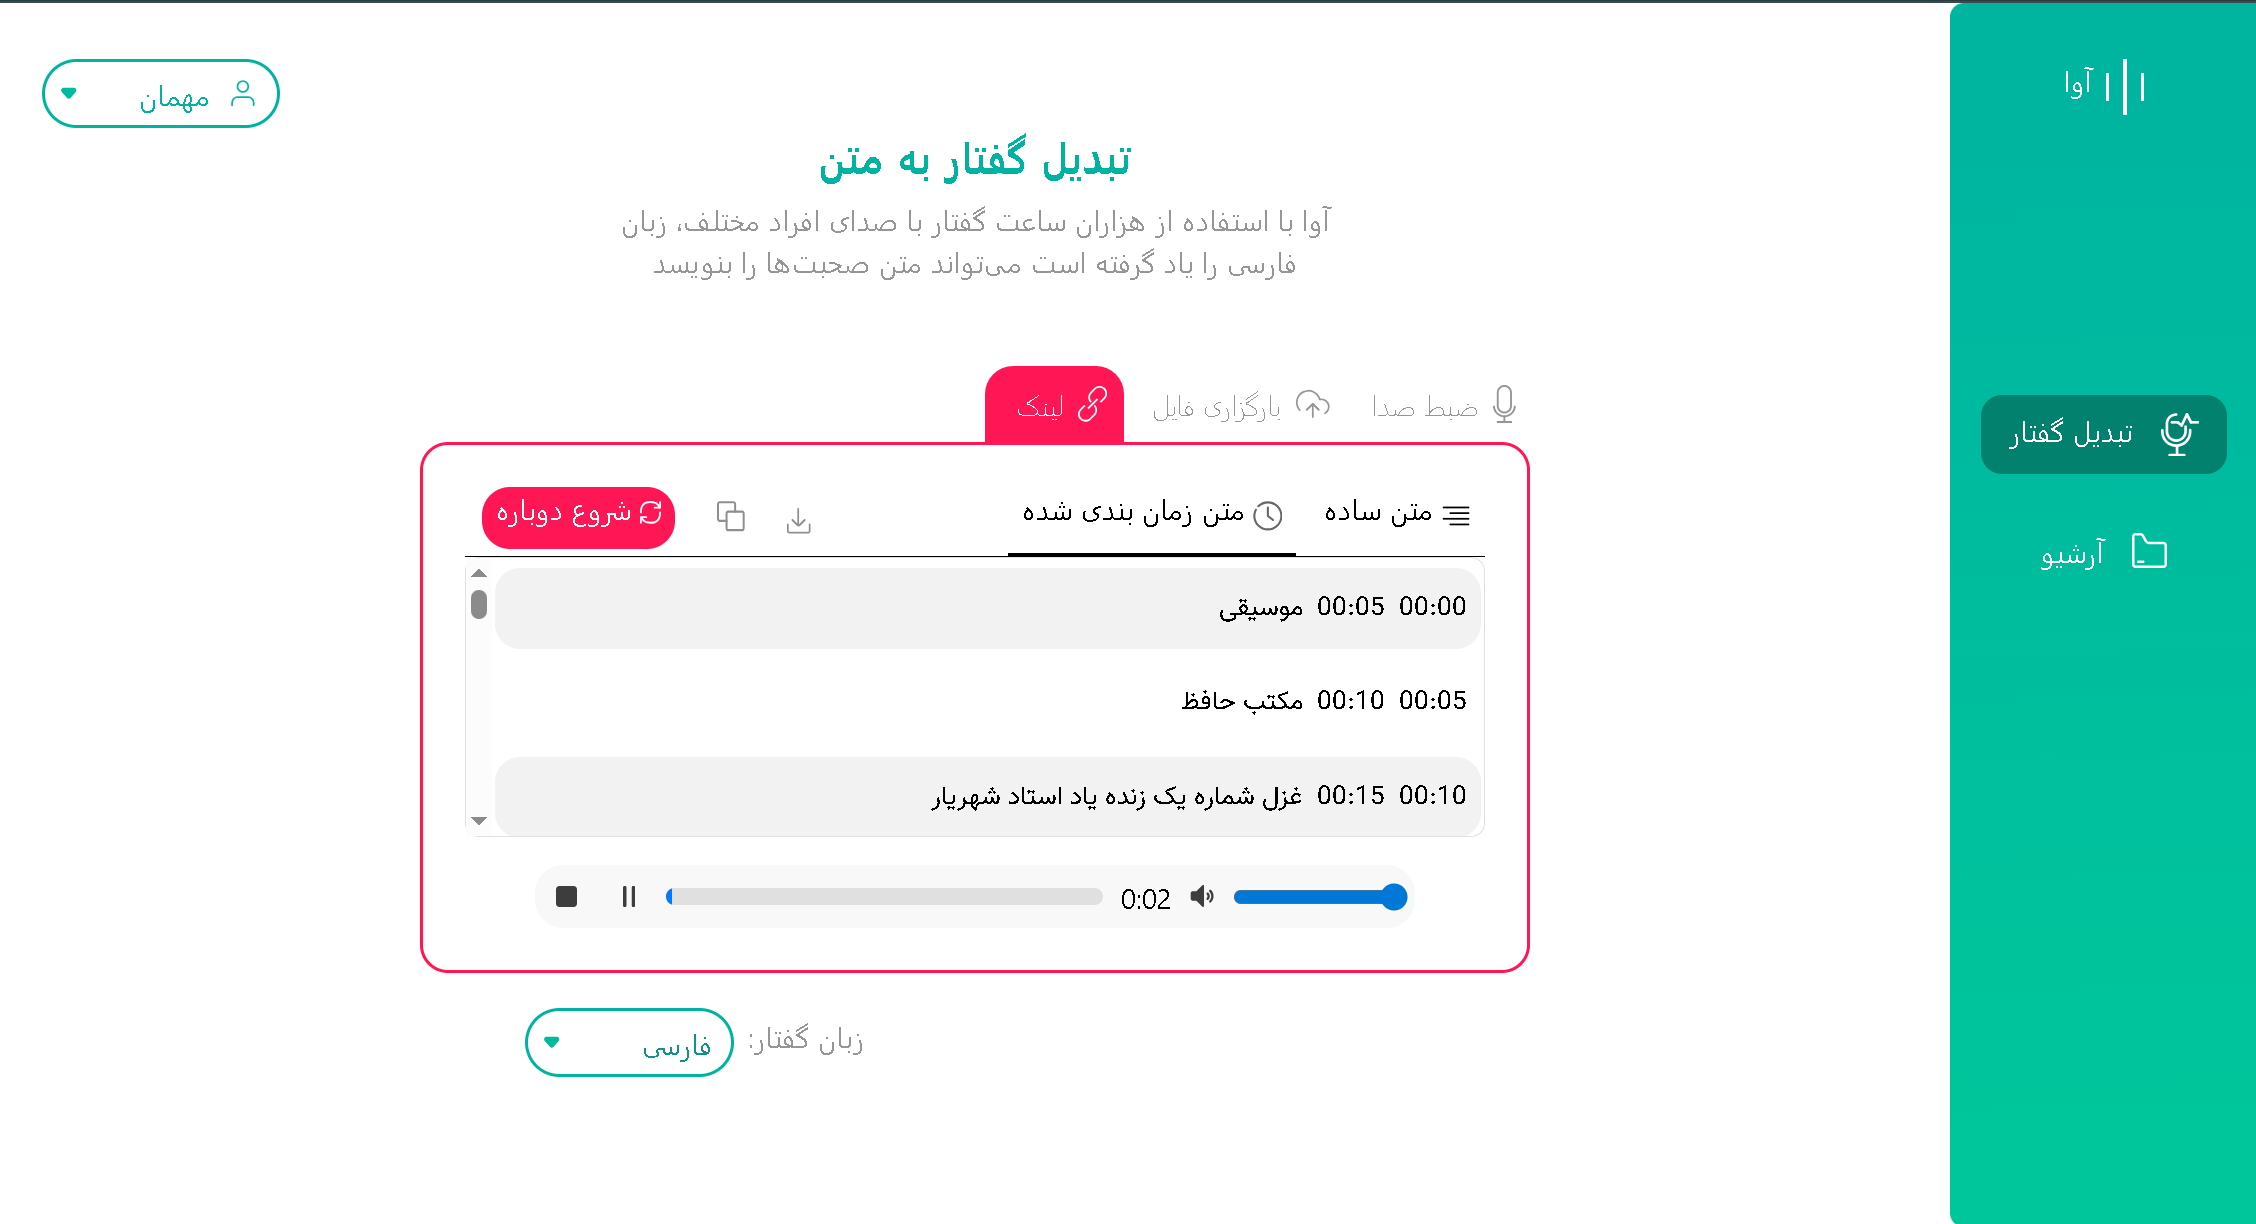 آوا
تبدیل گفتار
آرشیو
مهمان
تبدیل گفتار به متن
آوا با استفاده از هزاران ساعت گفتار با صدای افراد مختلف، زبان
فارسی را یاد گرفته است می‌تواند متن صحبت‌ها را بنویسد
ضبط صدا
بارگزاری فایل
لینک
متن ساده
متن زمان بندی شده
شروع دوباره
00:00 00:05 موسیقی
00:05 00:10 مکتب حافظ
00:10 00:15 غزل شماره یک زنده یاد استاد شهریار
0:02
زبان گفتار:
فارسی